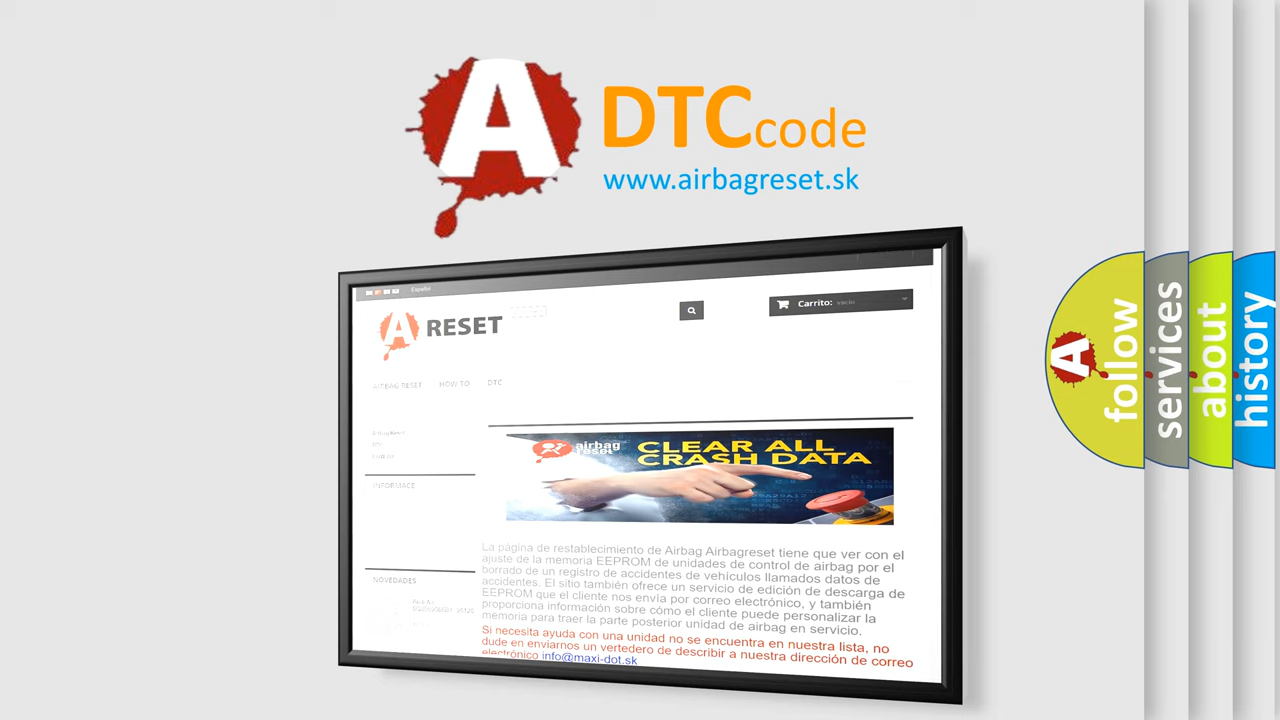 A
DTCcode
www.airbagreset.sk
Español
A RESET
Carrito: vacío
AIRBAG RESET HOW TO DTC
INFORMACE
airbag
reset
CLEAR ALL
CRASH DATA
La página de restablecimiento de Airbag Airbagreset tiene que ver con el
ajuste de la memoria EEPROM de unidades de control de airbag por el
borrado de un registro de accidentes de vehículos llamados datos de
accidentes. El sitio también ofrece un servicio de edición de descarga de
EEPROM que el cliente nos envía por correo electrónico, y también
proporciona información sobre cómo el cliente puede personalizar la
memoria para traer la parte posterior unidad de airbag en servicio.
Si necesita ayuda con una unidad no se encuentra en nuestra lista, no
dude en enviarnos un vertedero de describir a nuestra dirección de correo
electrónico info@maxi-dot.sk
NOVEDADES
A
follow
services
about
history